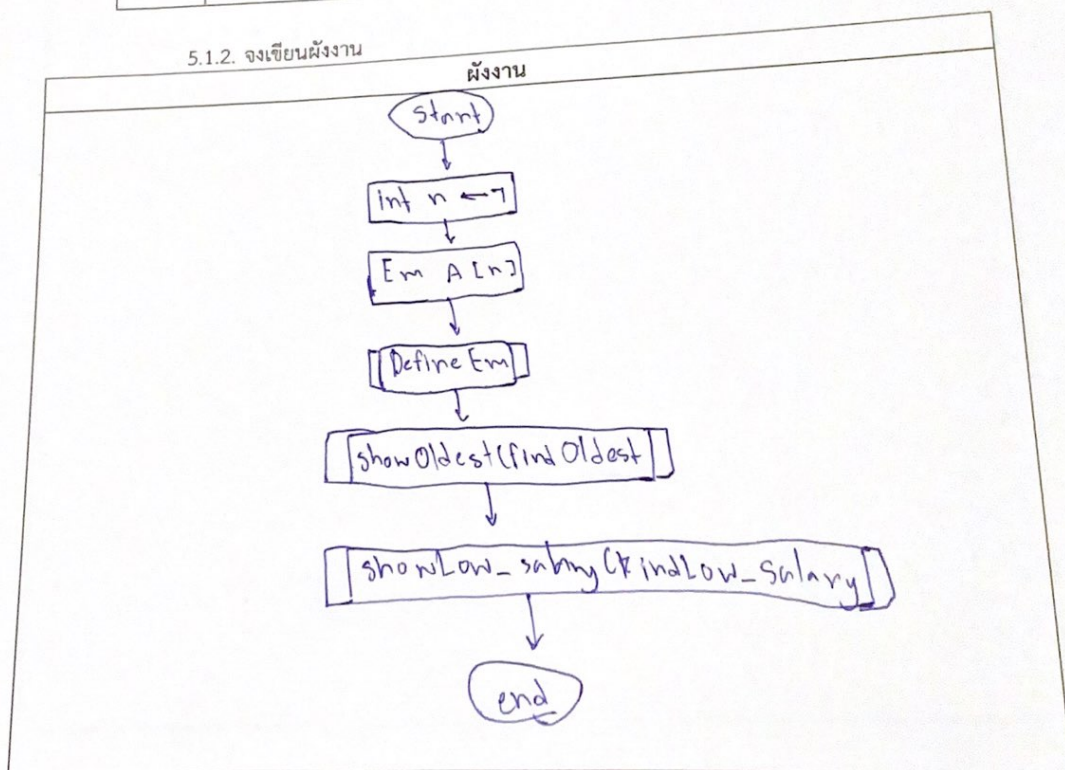 5.1.2. จงเขียนผังงาน
ผังงาน
Start
int n ← 7
Em A[n]
Define Em
showOldest(findOldest
showLow_salary(findLow_Salary
end